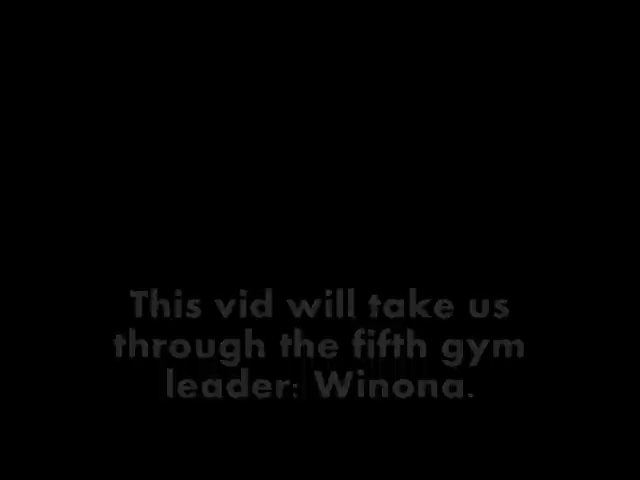 This vid will take us
through the fifth gym
leader: Winona.